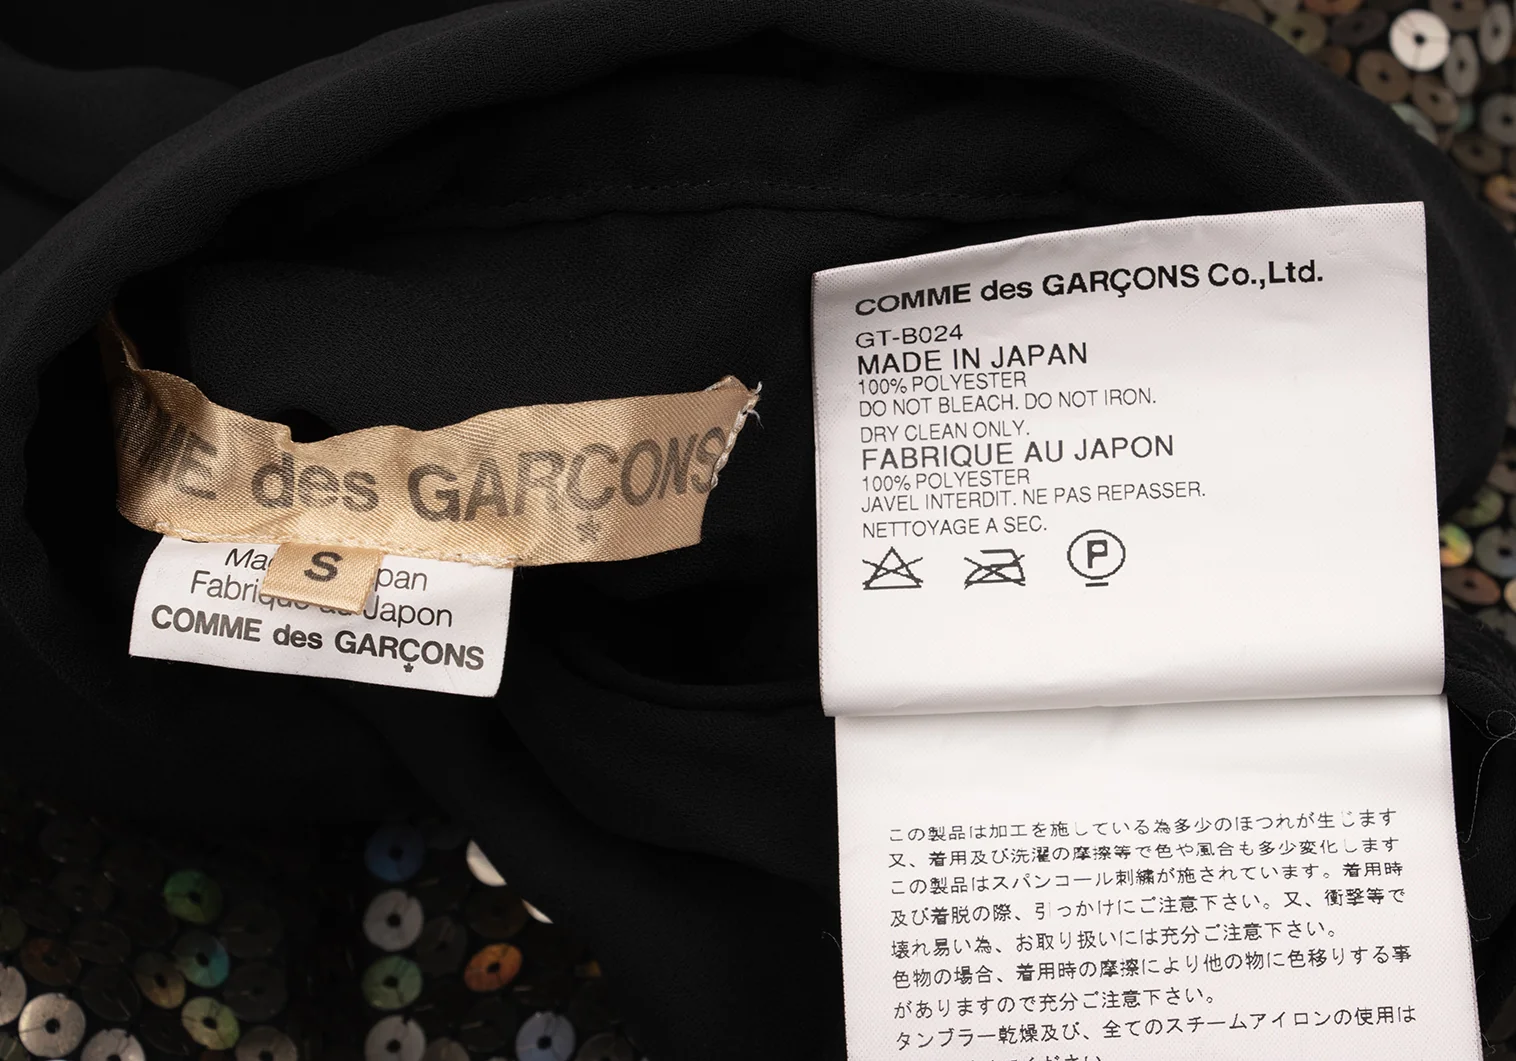 ME des GARÇONS
S
Fabrique au Japon
COMME des GARÇONS
COMME des GARÇONS Co.,Ltd.
GT-B024
MADE IN JAPAN
100% POLYESTER
DO NOT BLEACH. DO NOT IRON.
DRY CLEAN ONLY.
FABRIQUE AU JAPON
100% POLYESTER
JAVEL INTERDIT. NE PAS REPASSER.
NETTOYAGE A SEC.
P
この製品は加工を施している為多少のほつれが生じます
又、着用及び洗濯の摩擦等で色や風合も多少変化します
この製品はスパンコール刺繍が施されています。着用時
及び着脱の際、引っかけにご注意下さい。又、衝撃等で
壊れ易い為、お取り扱いには充分ご注意下さい。
色物の場合、着用時の摩擦により他の物に色移りする事
がありますので充分ご注意下さい。
タンブラー乾燥及び、全てのスチームアイロンの使用は